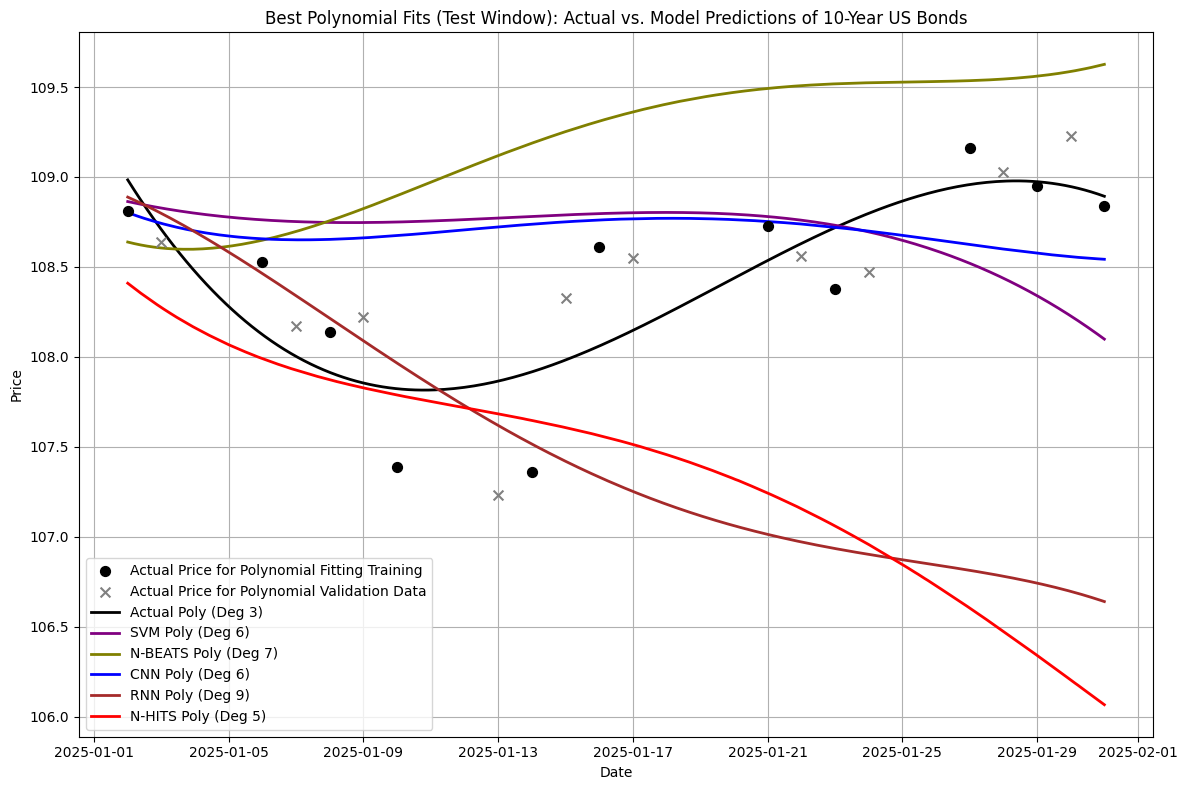 Best Polynomial Fits (Test Window): Actual vs. Model Predictions of 10-Year US Bonds
Price
109.5
109.0
108.5
108.0
107.5
107.0
106.5
106.0
Actual Price for Polynomial Fitting Training
Actual Price for Polynomial Validation Data
Actual Poly (Deg 3)
SVM Poly (Deg 6)
N-BEATS Poly (Deg 7)
CNN Poly (Deg 6)
RNN Poly (Deg 9)
N-HITS Poly (Deg 5)
2025-01-01 2025-01-05 2025-01-09 2025-01-13 2025-01-17 2025-01-21 2025-01-25 2025-01-29 2025-02-01
Date